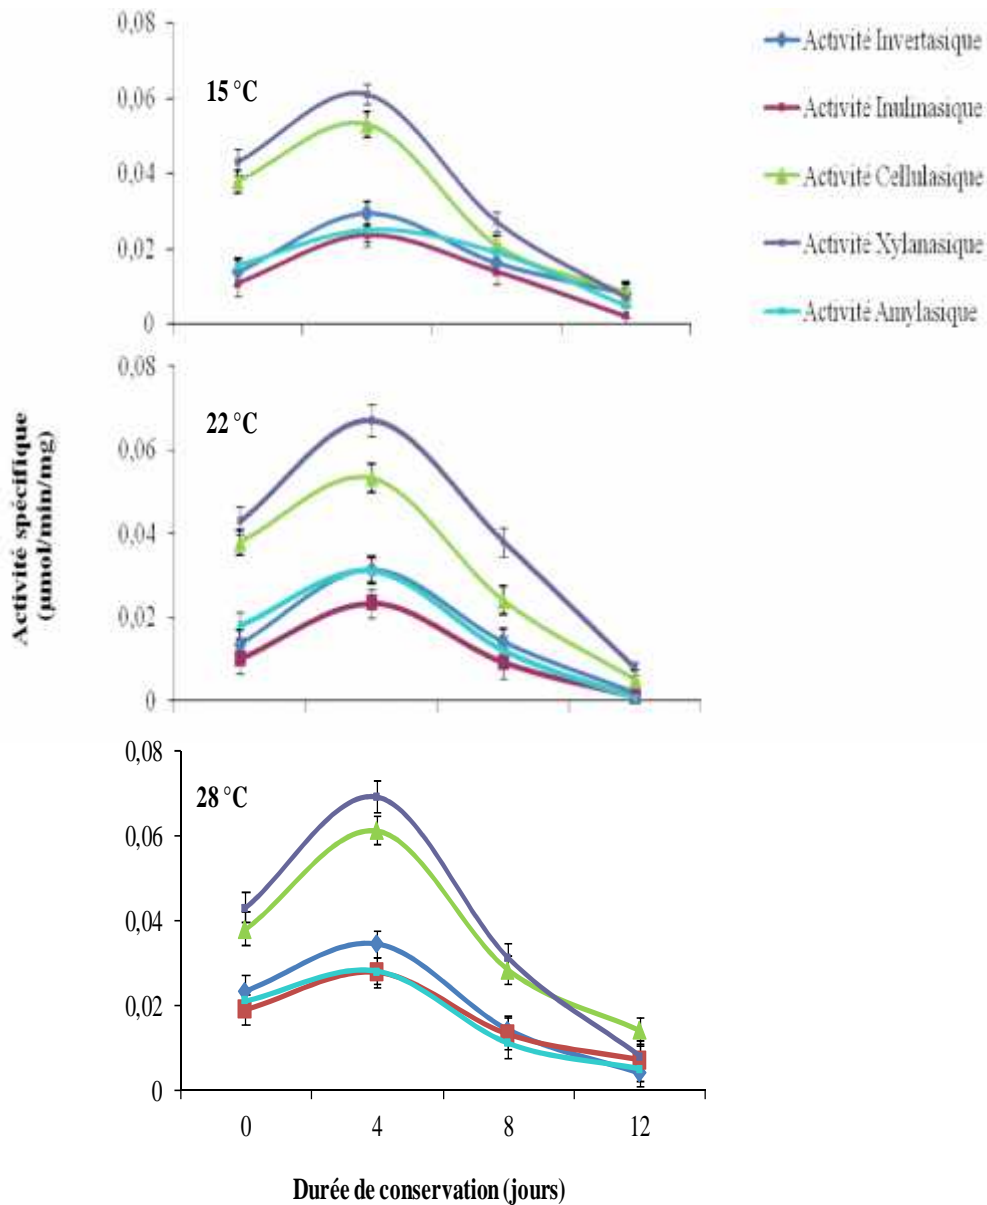 0,08
0,06
0,04
0,02
0
15 °C
Activité Invertasique
Activité Inulinasique
Activité Cellulasique
Activité Xylanasique
Activité Amylasique
0,08
0,06
0,04
0,02
0
22 °C
Activité spécifique
(µmol/min/mg)
0,08
0,06
0,04
0,02
0
28 °C
0 4 8 12
Durée de conservation (jours)